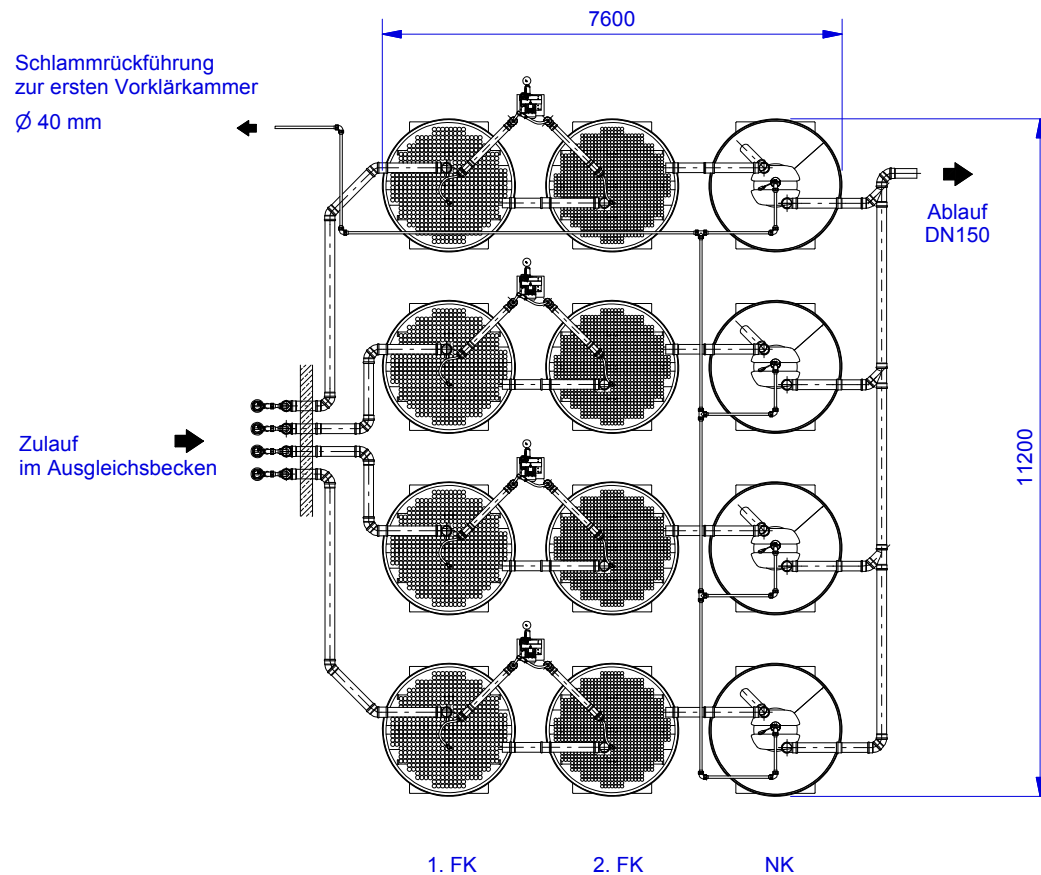 7600
Schlammrückführung
zur ersten Vorklärkammer
Ø 40 mm
Ablauf
DN150
Zulauf
im Ausgleichsbecken
11200
1. FK
2. FK
NK